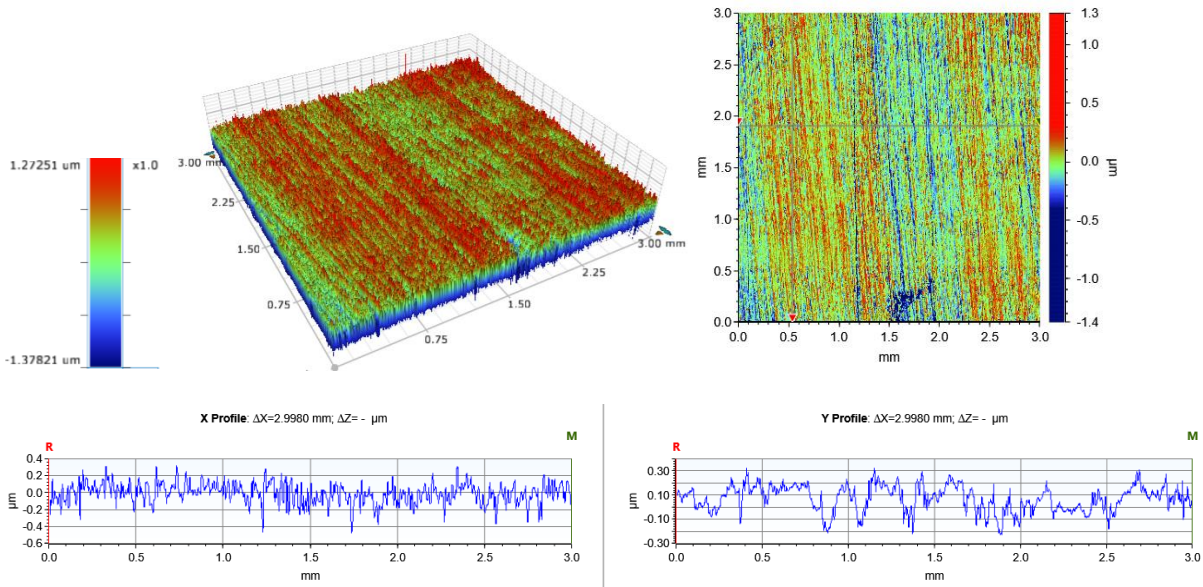 1.27251 um
x1.0
-1.37821 um
3.00 mm
2.25
1.50
0.75
0.75
1.50
2.25
3.00 mm
3.0
2.5
2.0
1.5
1.0
0.5
0.0
mm
0.0 0.5 1.0 1.5 2.0 2.5 3.0
mm
1.3
1.0
0.5
0.0
-0.5
-1.0
-1.4
µm
X Profile: ΔX=2.9980 mm; ΔZ= - µm
R
M
0.4
0.2
0.0
-0.2
-0.4
-0.6
µm
0.0 0.5 1.0 1.5 2.0 2.5 3.0
mm
Y Profile: ΔX=2.9980 mm; ΔZ= - µm
R
M
0.30
0.10
-0.10
-0.30
µm
0.0 0.5 1.0 1.5 2.0 2.5 3.0
mm